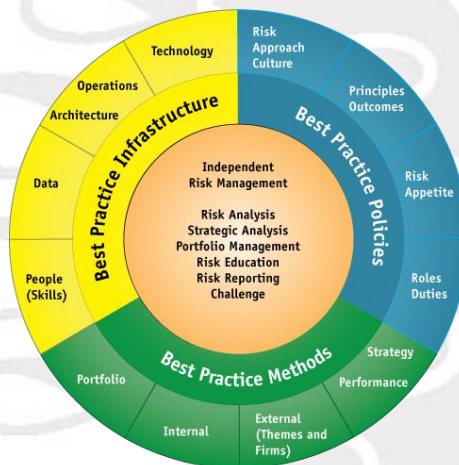 Technology
Operations
Architecture
Data
People
(Skills)
Best Practice Infrastructure
Risk
Approach
Culture
Principles
Outcomes
Risk
Appetite
Roles
Duties
Best Practice Policies
Independent
Risk Management
Risk Analysis
Strategic Analysis
Portfolio Management
Risk Education
Risk Reporting
Challenge
Best Practice Methods
Portfolio
Internal
External
(Themes and
Firms)
Strategy
Performance